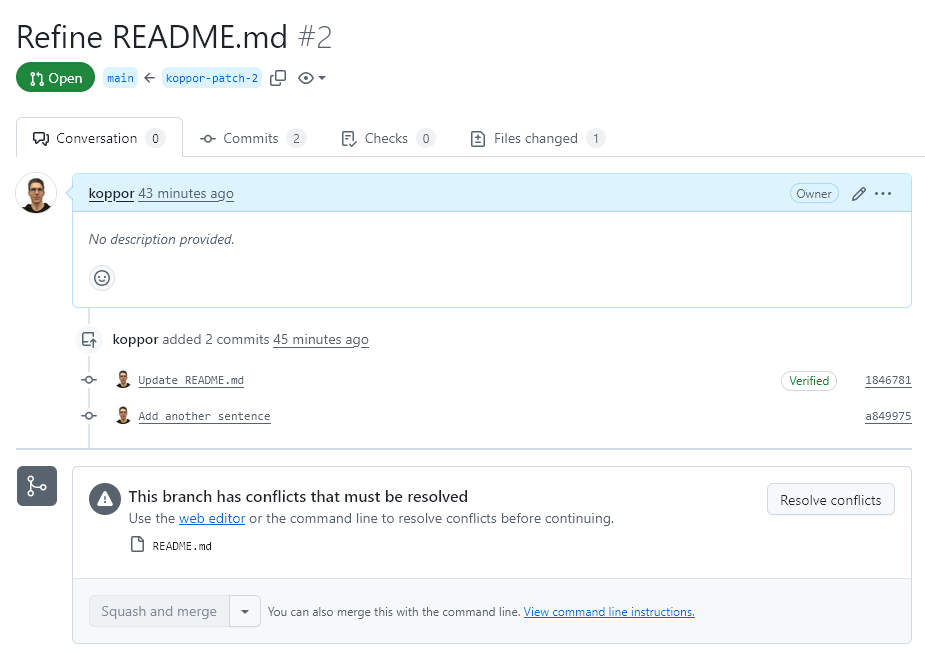 Refine README.md #2
Open main ← koppor-patch-2
Conversation 0 Commits 2 Checks 0 Files changed 1
koppor 43 minutes ago Owner
No description provided.
koppor added 2 commits 45 minutes ago
Update README.md Verified 1846781
Add another sentence a849975
This branch has conflicts that must be resolved
Use the web editor or the command line to resolve conflicts before continuing.
Resolve conflicts
README.md
Squash and merge You can also merge this with the command line. View command line instructions.